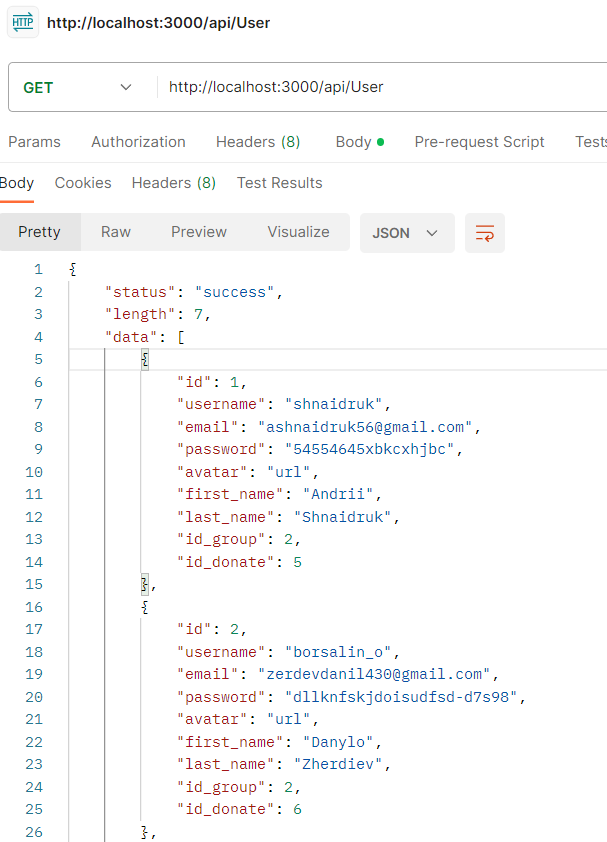 HTTP http://localhost:3000/api/User
GET http://localhost:3000/api/User
Params Authorization Headers (8) Body Pre-request Script Tests
Body Cookies Headers (8) Test Results
Pretty Raw Preview Visualize JSON
1 {
2 "status": "success",
3 "length": 7,
4 "data": [
5 {
6 "id": 1,
7 "username": "shnaidruk",
8 "email": "ashnaidruk56@gmail.com",
9 "password": "54554645xbkcxhjbc",
10 "avatar": "url",
11 "first_name": "Andrii",
12 "last_name": "Shnaidruk",
13 "id_group": 2,
14 "id_donate": 5
15 },
16 {
17 "id": 2,
18 "username": "borsalin_o",
19 "email": "zerdevdanil430@gmail.com",
20 "password": "dllknfskjdoisudfsd-d7s98",
21 "avatar": "url",
22 "first_name": "Danylo",
23 "last_name": "Zherdiev",
24 "id_group": 2,
25 "id_donate": 6
26 },